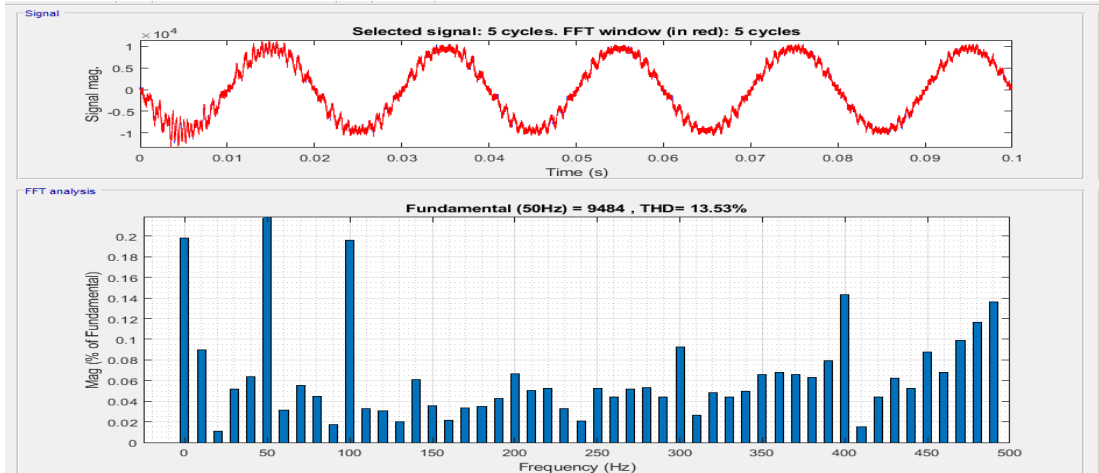 Signal
Selected signal: 5 cycles. FFT window (in red): 5 cycles
× 10^4
1
0.5
0
-0.5
-1
Signal mag.
0 0.01 0.02 0.03 0.04 0.05 0.06 0.07 0.08 0.09 0.1
Time (s)
FFT analysis
Fundamental (50Hz) = 9484 , THD= 13.53%
0.2
0.18
0.16
0.14
0.12
0.1
0.08
0.06
0.04
0.02
0
Mag (% of Fundamental)
0 50 100 150 200 250 300 350 400 450 500
Frequency (Hz)